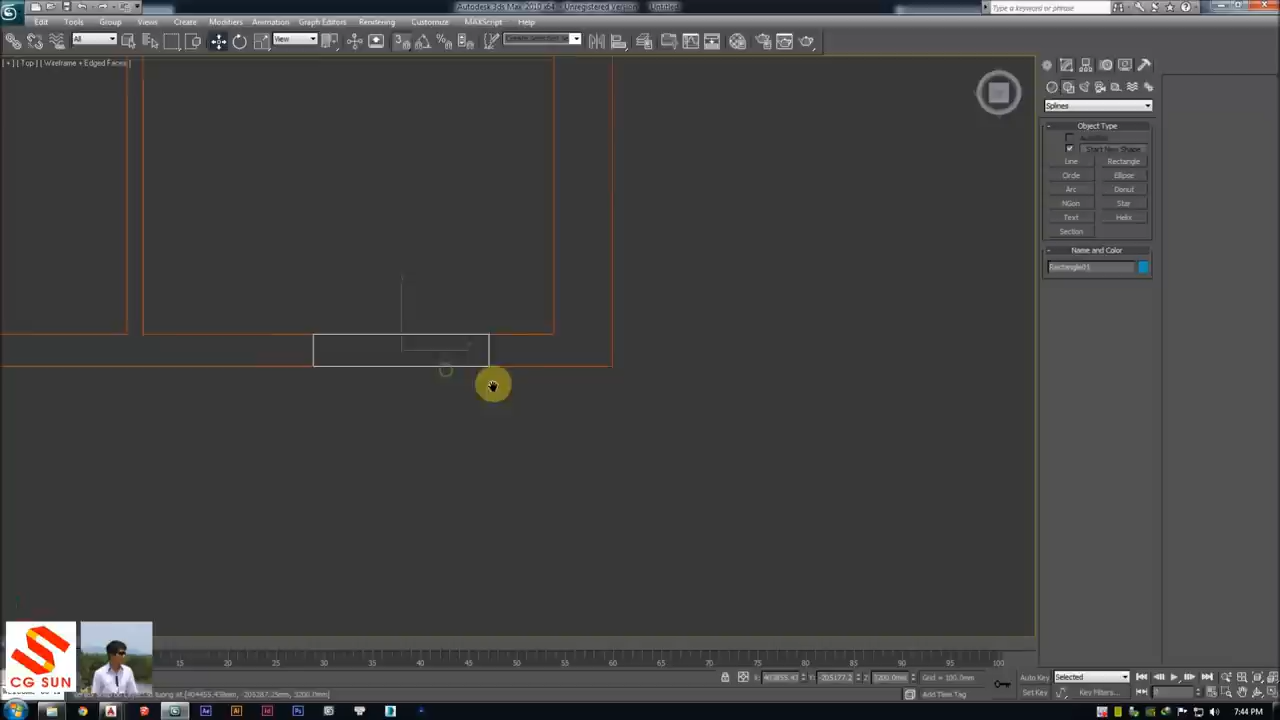 Autodesk 3ds Max 2010 x64 - Unregistered Version Untitled
Type a keyword or phrase
Edit Tools Group Views Create Modifiers Animation Graph Editors Rendering Customize MAXScript Help
All View Create Selection Se
[ + ] [ Top ] [ Wireframe + Edged Faces ]
Splines
Object Type
Start New Shape
Line Rectangle
Circle Ellipse
Arc Donut
NGon Star
Text Helix
Section
Name and Color
Rectangle01
15 20 25 30 35 40 45 50 55 60 65 70 75 80 85 90 95 100
X: Y: Z: Grid = 100.0mm
Auto Key Selected
Add Time Tag
Set Key Key Filters...
CG SUN
7:44 PM